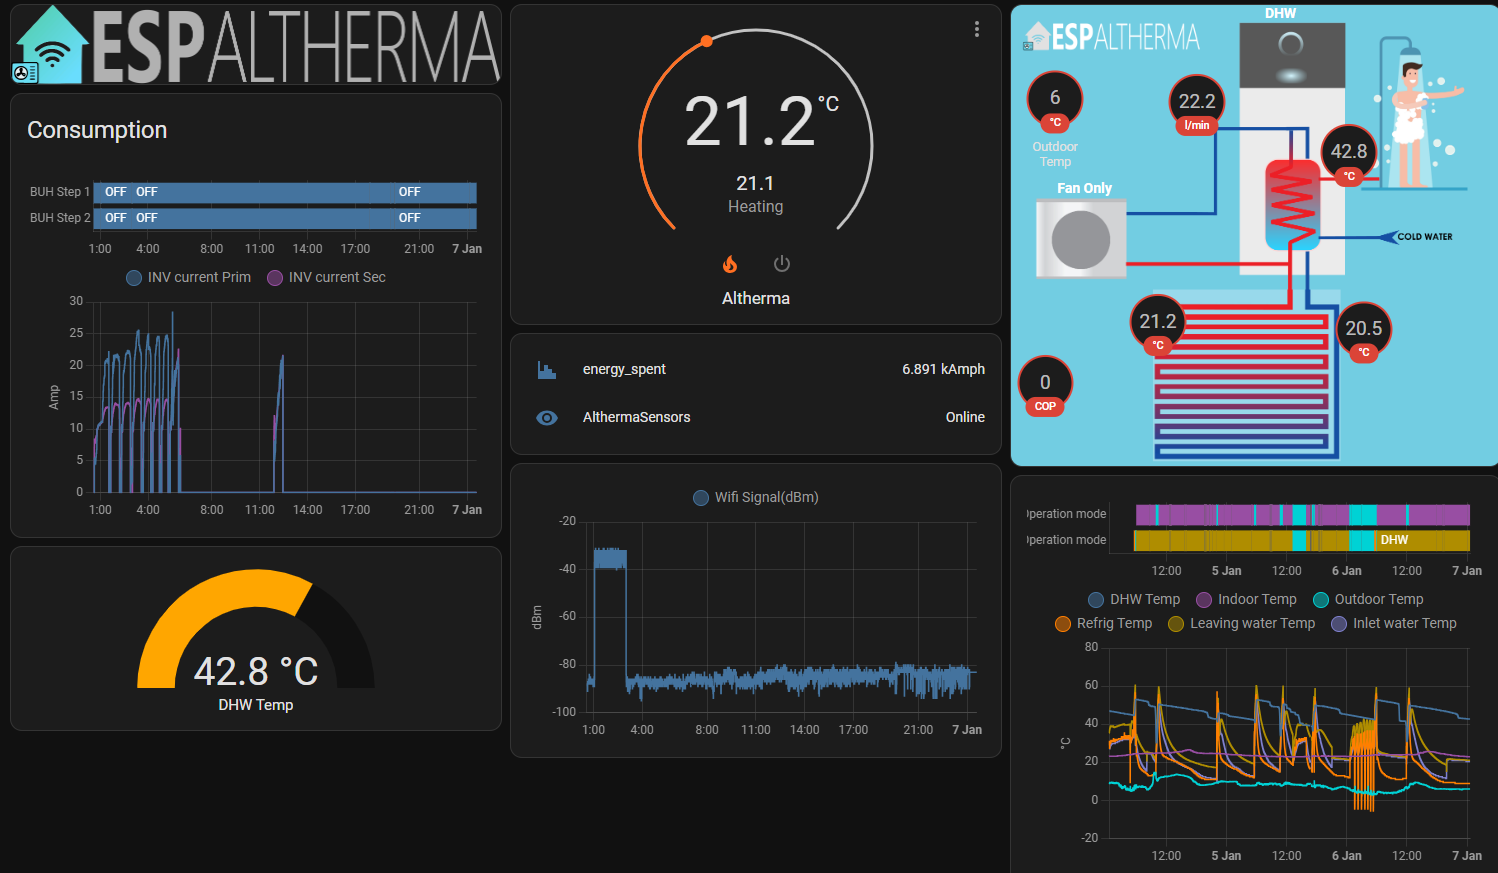 ESPALTHERMA
Consumption
BUH Step 1
OFF OFF OFF
BUH Step 2
OFF OFF OFF
1:00 4:00 8:00 11:00 14:00 17:00 21:00 7 Jan
INV current Prim INV current Sec
30
25
20
15
10
5
0
Amp
1:00 4:00 8:00 11:00 14:00 17:00 21:00 7 Jan
42.8 °C
DHW Temp
21.2 °C
21.1
Heating
Altherma
energy_spent 6.891 kAmph
AlthermaSensors Online
Wifi Signal(dBm)
-20
-40
-60
-80
-100
dBm
1:00 4:00 8:00 11:00 14:00 17:00 21:00 7 Jan
ESPALTHERMA
DHW
6
°C
Outdoor
Temp
22.2
l/min
42.8
°C
Fan Only
COLD WATER
21.2
°C
20.5
°C
0
COP
peration mode
peration mode
DHW
12:00 5 Jan 12:00 6 Jan 12:00 7 Jan
DHW Temp Indoor Temp Outdoor Temp
Refrig Temp Leaving water Temp Inlet water Temp
80
60
40
20
0
-20
°C
12:00 5 Jan 12:00 6 Jan 12:00 7 Jan